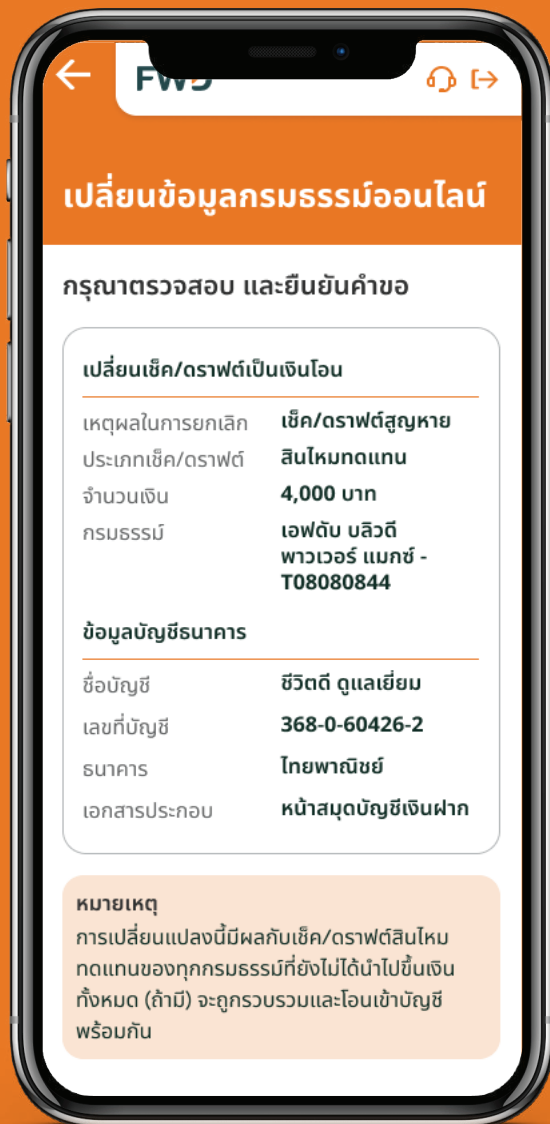 FWD
เปลี่ยนข้อมูลกรมธรรม์ออนไลน์
กรุณาตรวจสอบ และยืนยันคำขอ
เปลี่ยนเช็ค/ดราฟต์เป็นเงินโอน
เหตุผลในการยกเลิก เช็ค/ดราฟต์สูญหาย
ประเภทเช็ค/ดราฟต์ สินไหมทดแทน
จำนวนเงิน 4,000 บาท
กรมธรรม์ เอฟดับ บลิวดี
พาวเวอร์ แมกซ์ -
T08080844
ข้อมูลบัญชีธนาคาร
ชื่อบัญชี ชีวิตดี ดูแลเยี่ยม
เลขที่บัญชี 368-0-60426-2
ธนาคาร ไทยพาณิชย์
เอกสารประกอบ หน้าสมุดบัญชีเงินฝาก
หมายเหตุ
การเปลี่ยนแปลงนี้มีผลกับเช็ค/ดราฟต์สินไหม
ทดแทนของทุกกรมธรรม์ที่ยังไม่ได้นำไปขึ้นเงิน
ทั้งหมด (ถ้ามี) จะถูกรวบรวมและโอนเข้าบัญชี
พร้อมกัน